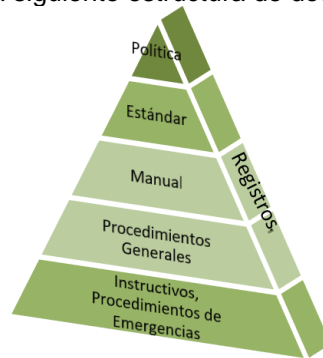 Política
Estándar
Manual
Registros,
Procedimientos
Generales
Instructivos,
Procedimientos de
Emergencias